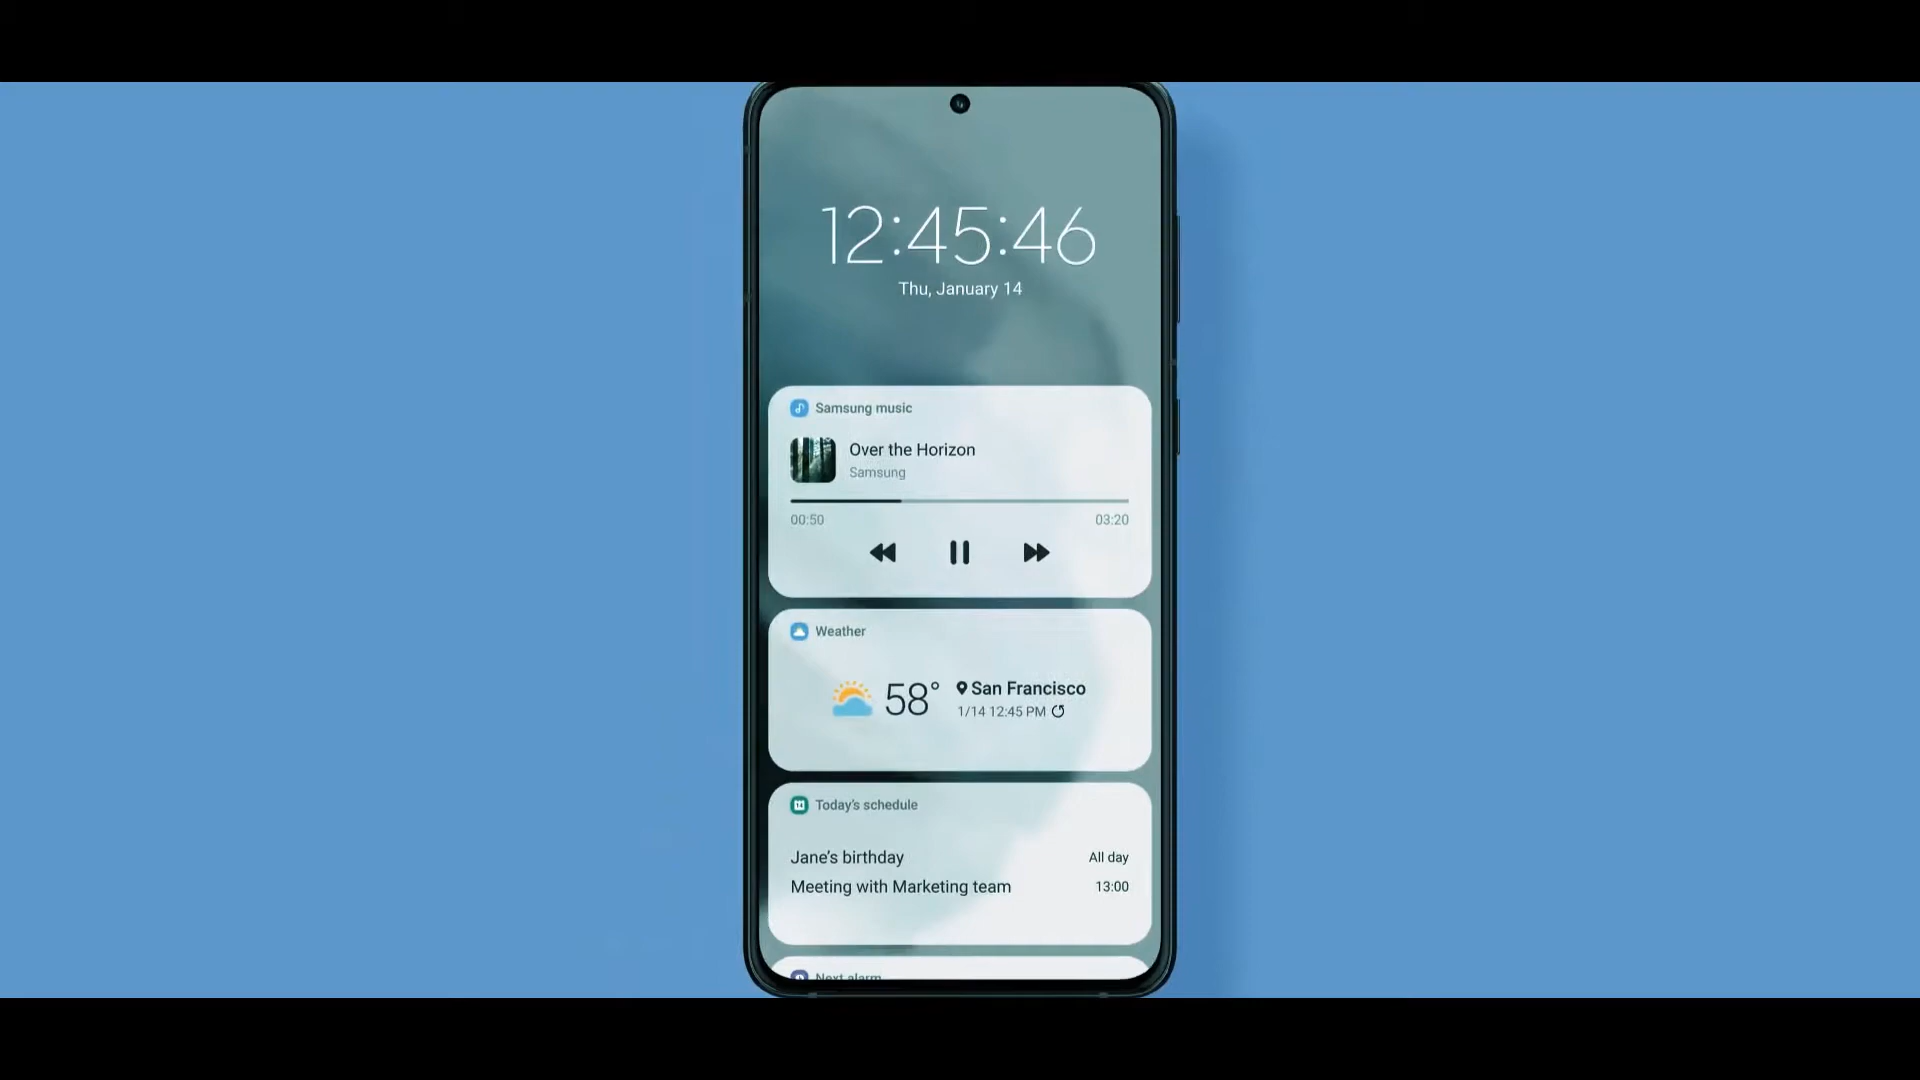 12:45:46
Thu, January 14
Samsung music
Over the Horizon
Samsung
00:50 03:20
Weather
58° San Francisco
1/14 12:45 PM
Today's schedule
Jane's birthday All day
Meeting with Marketing team 13:00
Next alarm